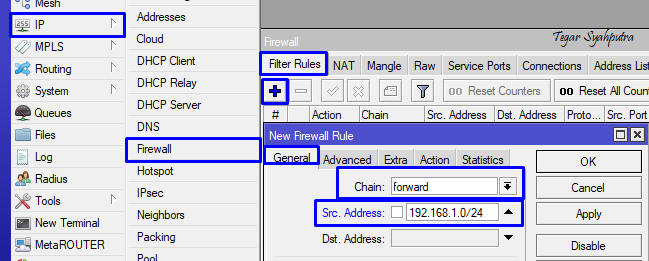 Mesh
IP
MPLS
Routing
System
Queues
Files
Log
Radius
Tools
New Terminal
MetaROUTER
Addresses
Cloud
DHCP Client
DHCP Relay
DHCP Server
DNS
Firewall
Hotspot
IPsec
Neighbors
Packing
Pool
Tegar Syahputra
Firewall
Filter Rules NAT Mangle Raw Service Ports Connections Address List
Reset Counters Reset All Coun
# Action Chain Src. Address Dst. Address Proto... Src. Port
New Firewall Rule
General Advanced Extra Action Statistics
Chain: forward
Src. Address: 192.168.1.0/24
Dst. Address:
OK
Cancel
Apply
Disable